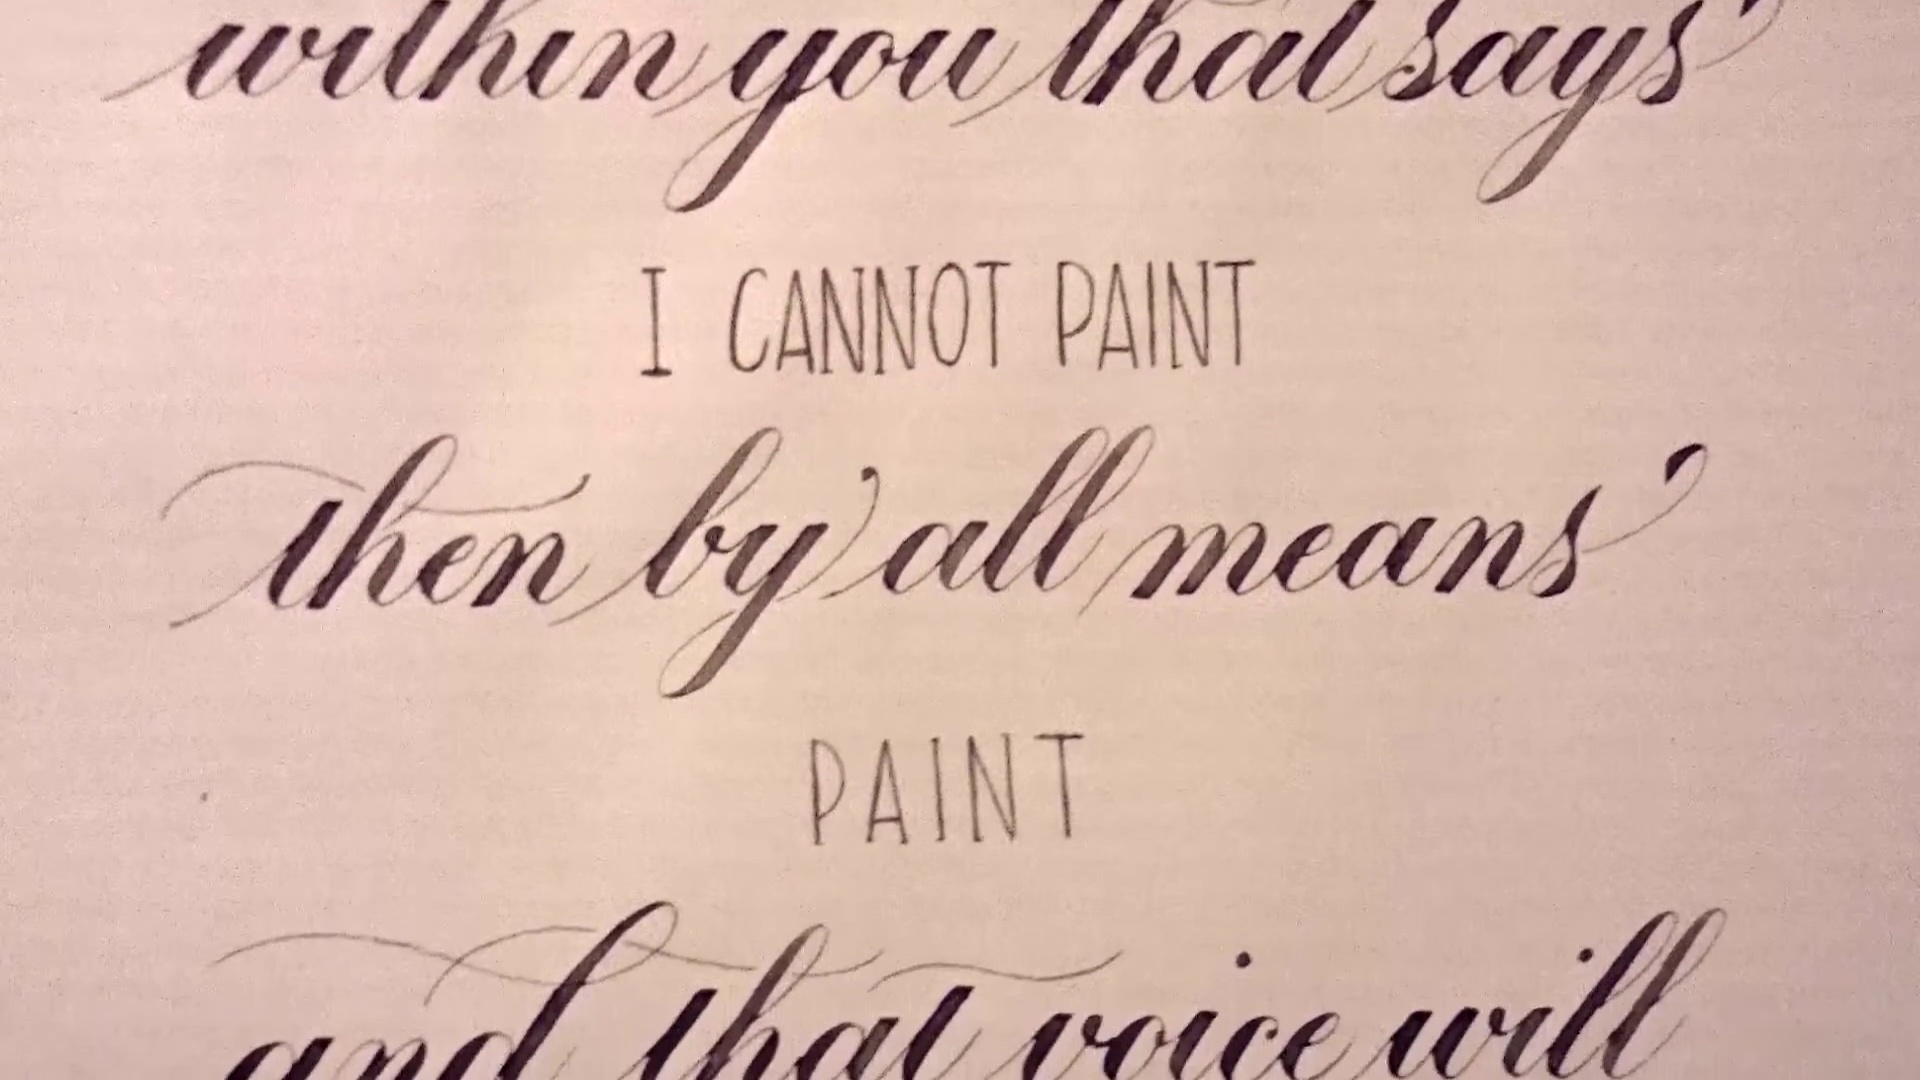 within you that says
I CANNOT PAINT
then by all means
PAINT
and that voice will